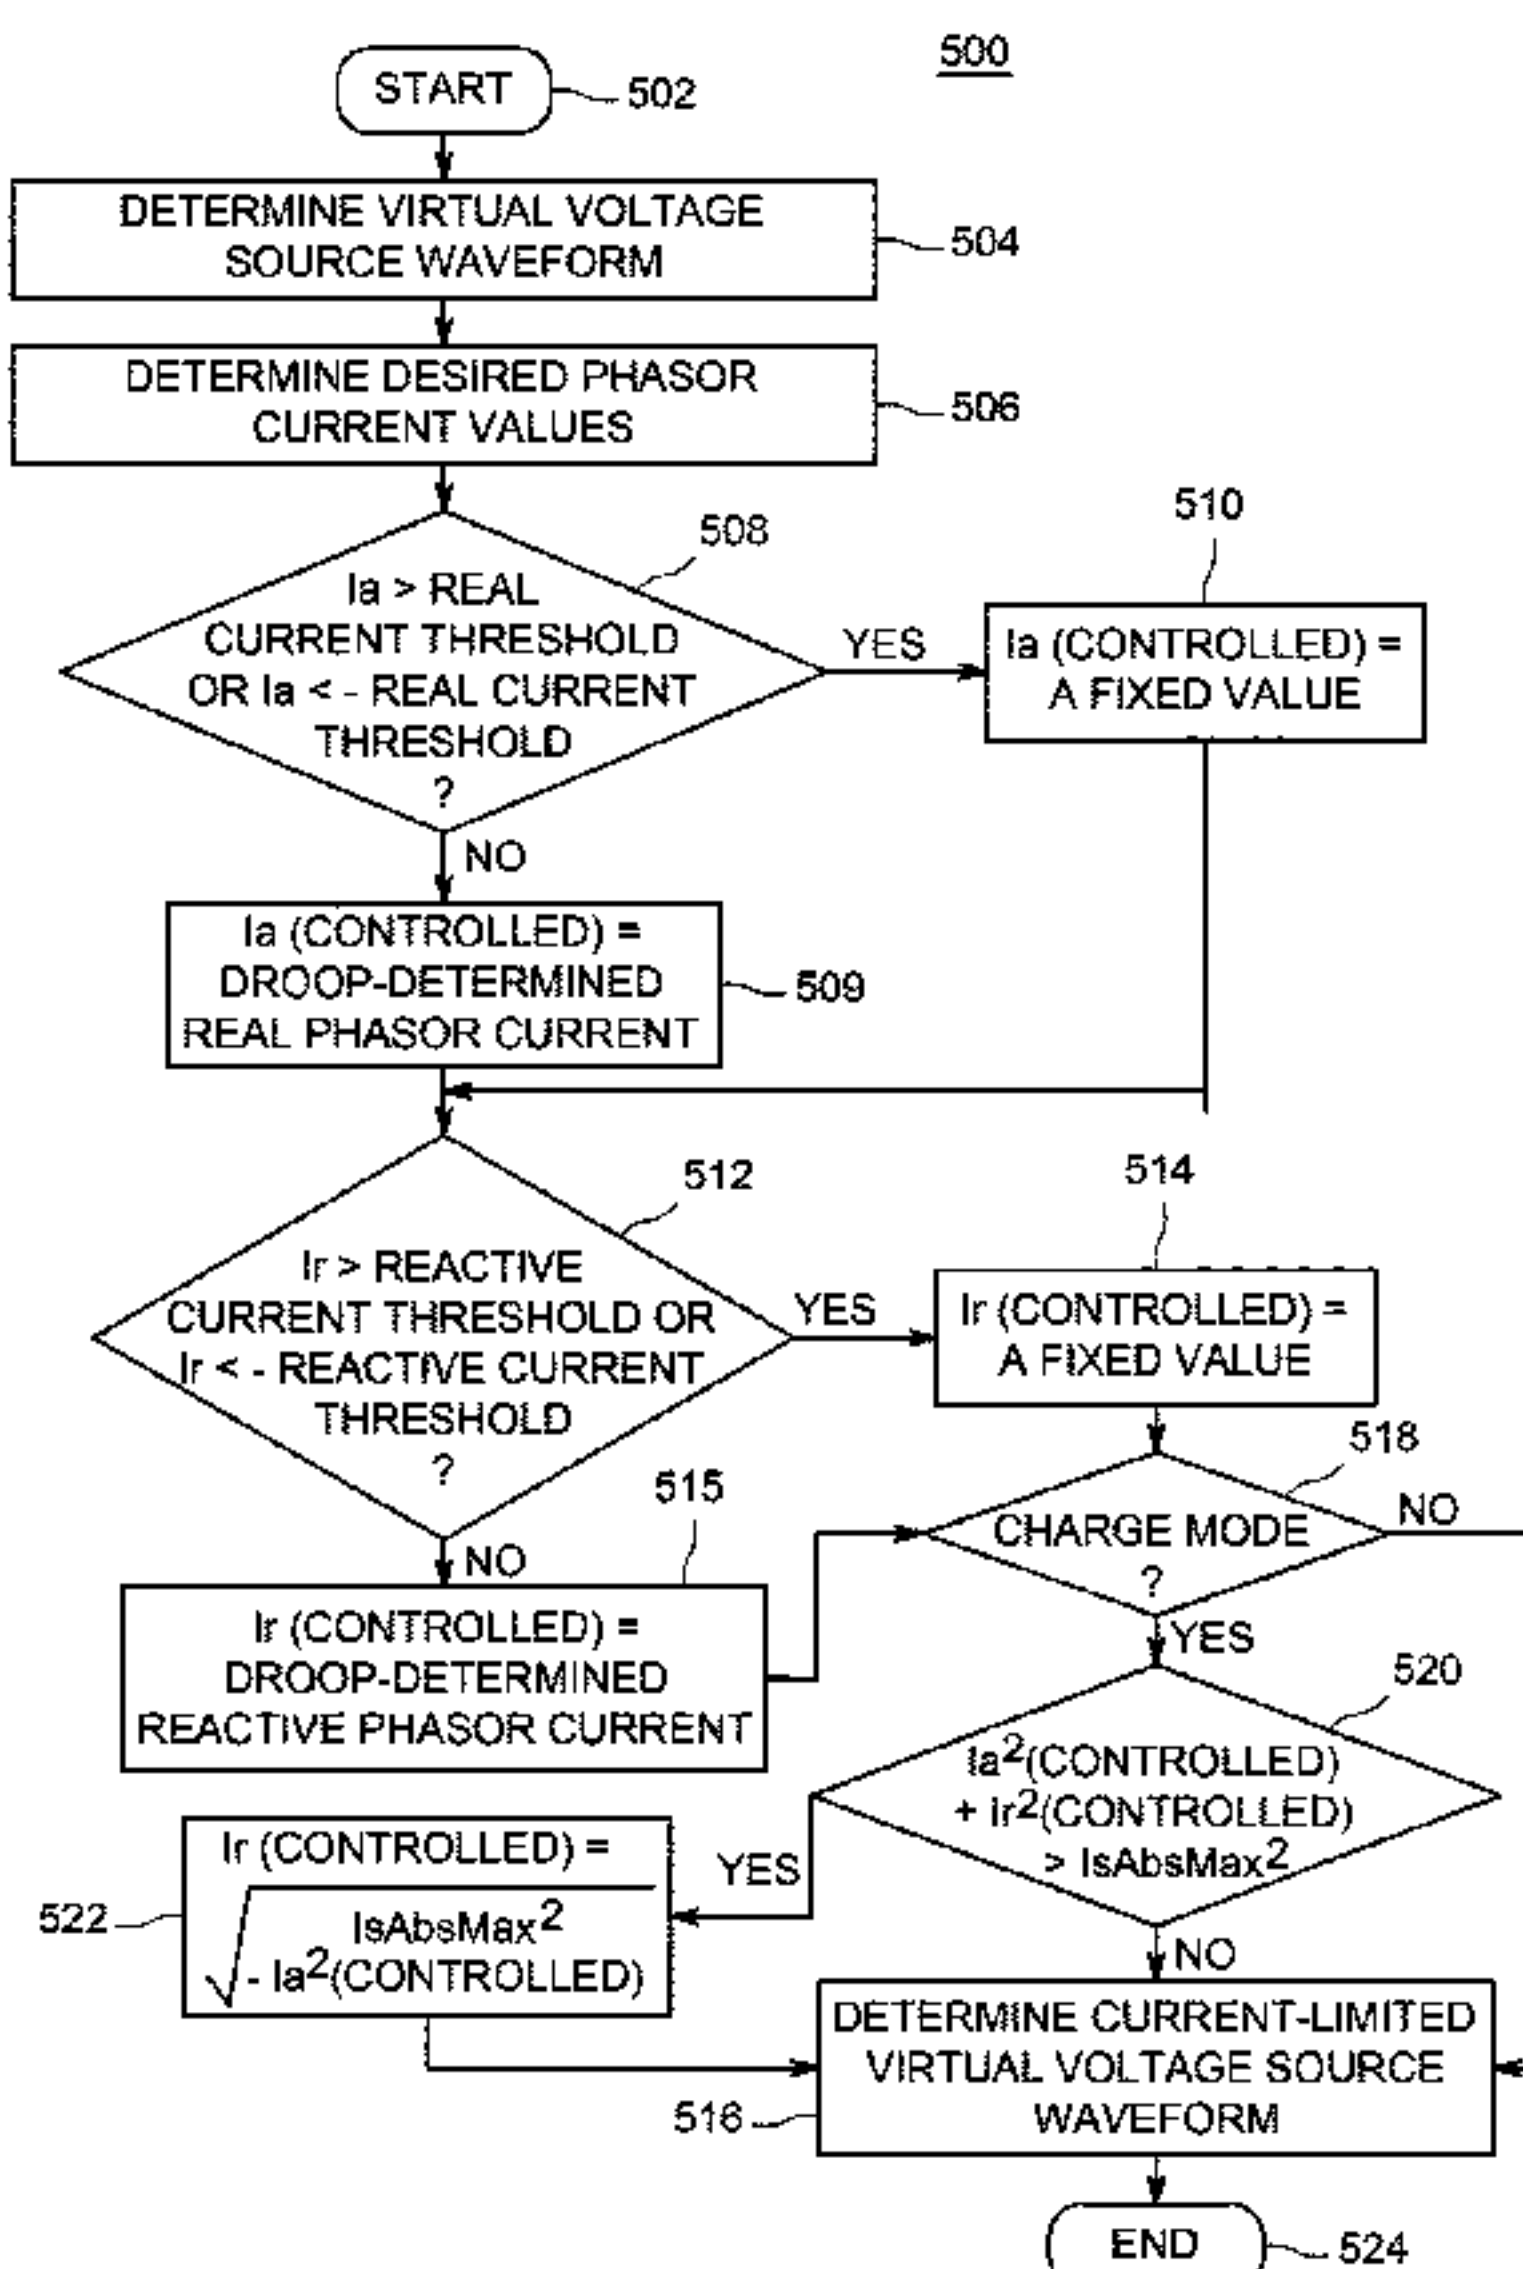 500
START
502
DETERMINE VIRTUAL VOLTAGE
SOURCE WAVEFORM
504
DETERMINE DESIRED PHASOR
CURRENT VALUES
506
508
Ia > REAL
CURRENT THRESHOLD
OR Ia < - REAL CURRENT
THRESHOLD
?
YES
510
Ia (CONTROLLED) =
A FIXED VALUE
NO
Ia (CONTROLLED) =
DROOP-DETERMINED
REAL PHASOR CURRENT
509
512
Ir > REACTIVE
CURRENT THRESHOLD OR
Ir < - REACTIVE CURRENT
THRESHOLD
?
YES
514
Ir (CONTROLLED) =
A FIXED VALUE
NO
515
Ir (CONTROLLED) =
DROOP-DETERMINED
REACTIVE PHASOR CURRENT
518
CHARGE MODE
?
NO
YES
520
Ia²(CONTROLLED)
+ Ir²(CONTROLLED)
> IsAbsMax²
YES
522
Ir (CONTROLLED) =
√ IsAbsMax²
- Ia²(CONTROLLED)
NO
DETERMINE CURRENT-LIMITED
VIRTUAL VOLTAGE SOURCE
WAVEFORM
516
END
524